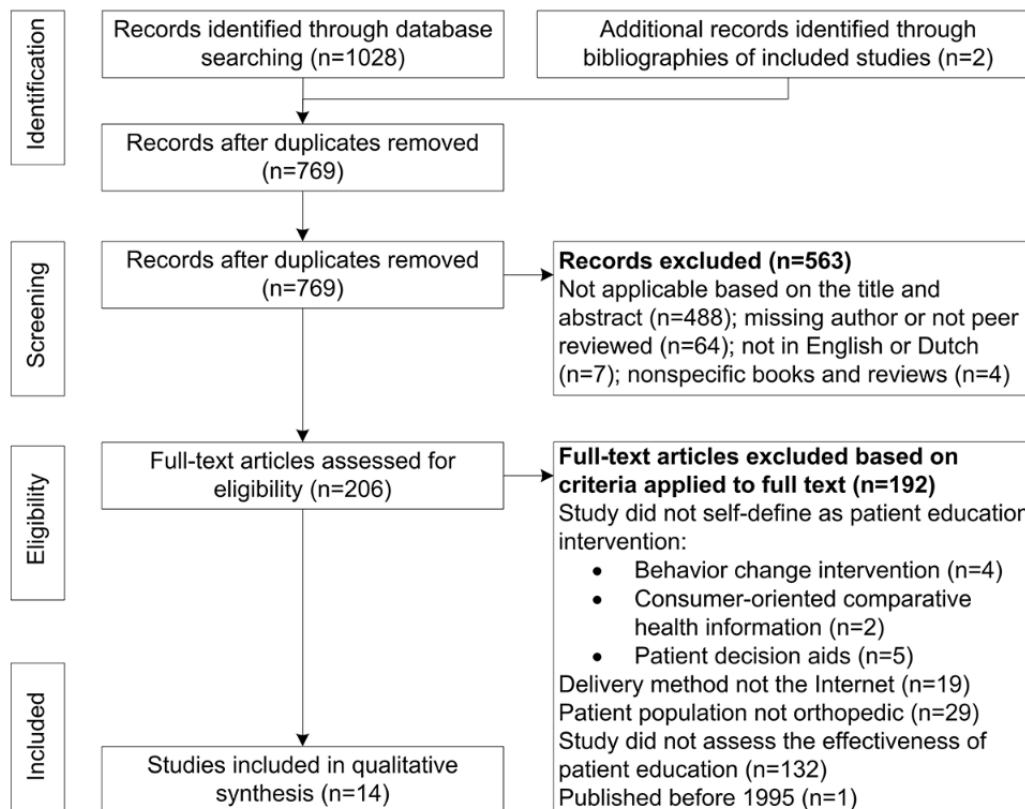 Identification
Records identified through database
searching (n=1028)
Additional records identified through
bibliographies of included studies (n=2)
Records after duplicates removed
(n=769)
Screening
Records after duplicates removed
(n=769)
Records excluded (n=563)
Not applicable based on the title and
abstract (n=488); missing author or not peer
reviewed (n=64); not in English or Dutch
(n=7); nonspecific books and reviews (n=4)
Eligibility
Full-text articles assessed for
eligibility (n=206)
Full-text articles excluded based on
criteria applied to full text (n=192)
Study did not self-define as patient education
intervention:
• Behavior change intervention (n=4)
• Consumer-oriented comparative
health information (n=2)
• Patient decision aids (n=5)
Delivery method not the Internet (n=19)
Patient population not orthopedic (n=29)
Study did not assess the effectiveness of
patient education (n=132)
Published before 1995 (n=1)
Included
Studies included in qualitative
synthesis (n=14)